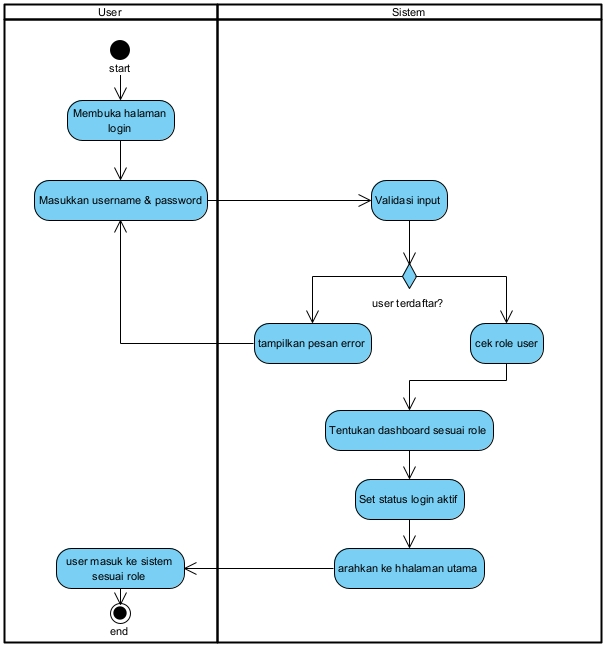 User
Sistem
start
Membuka halaman
login
Masukkan username & password
Validasi input
user terdaftar?
tampilkan pesan error
cek role user
Tentukan dashboard sesuai role
Set status login aktif
arahkan ke hhalaman utama
user masuk ke sistem
sesuai role
end